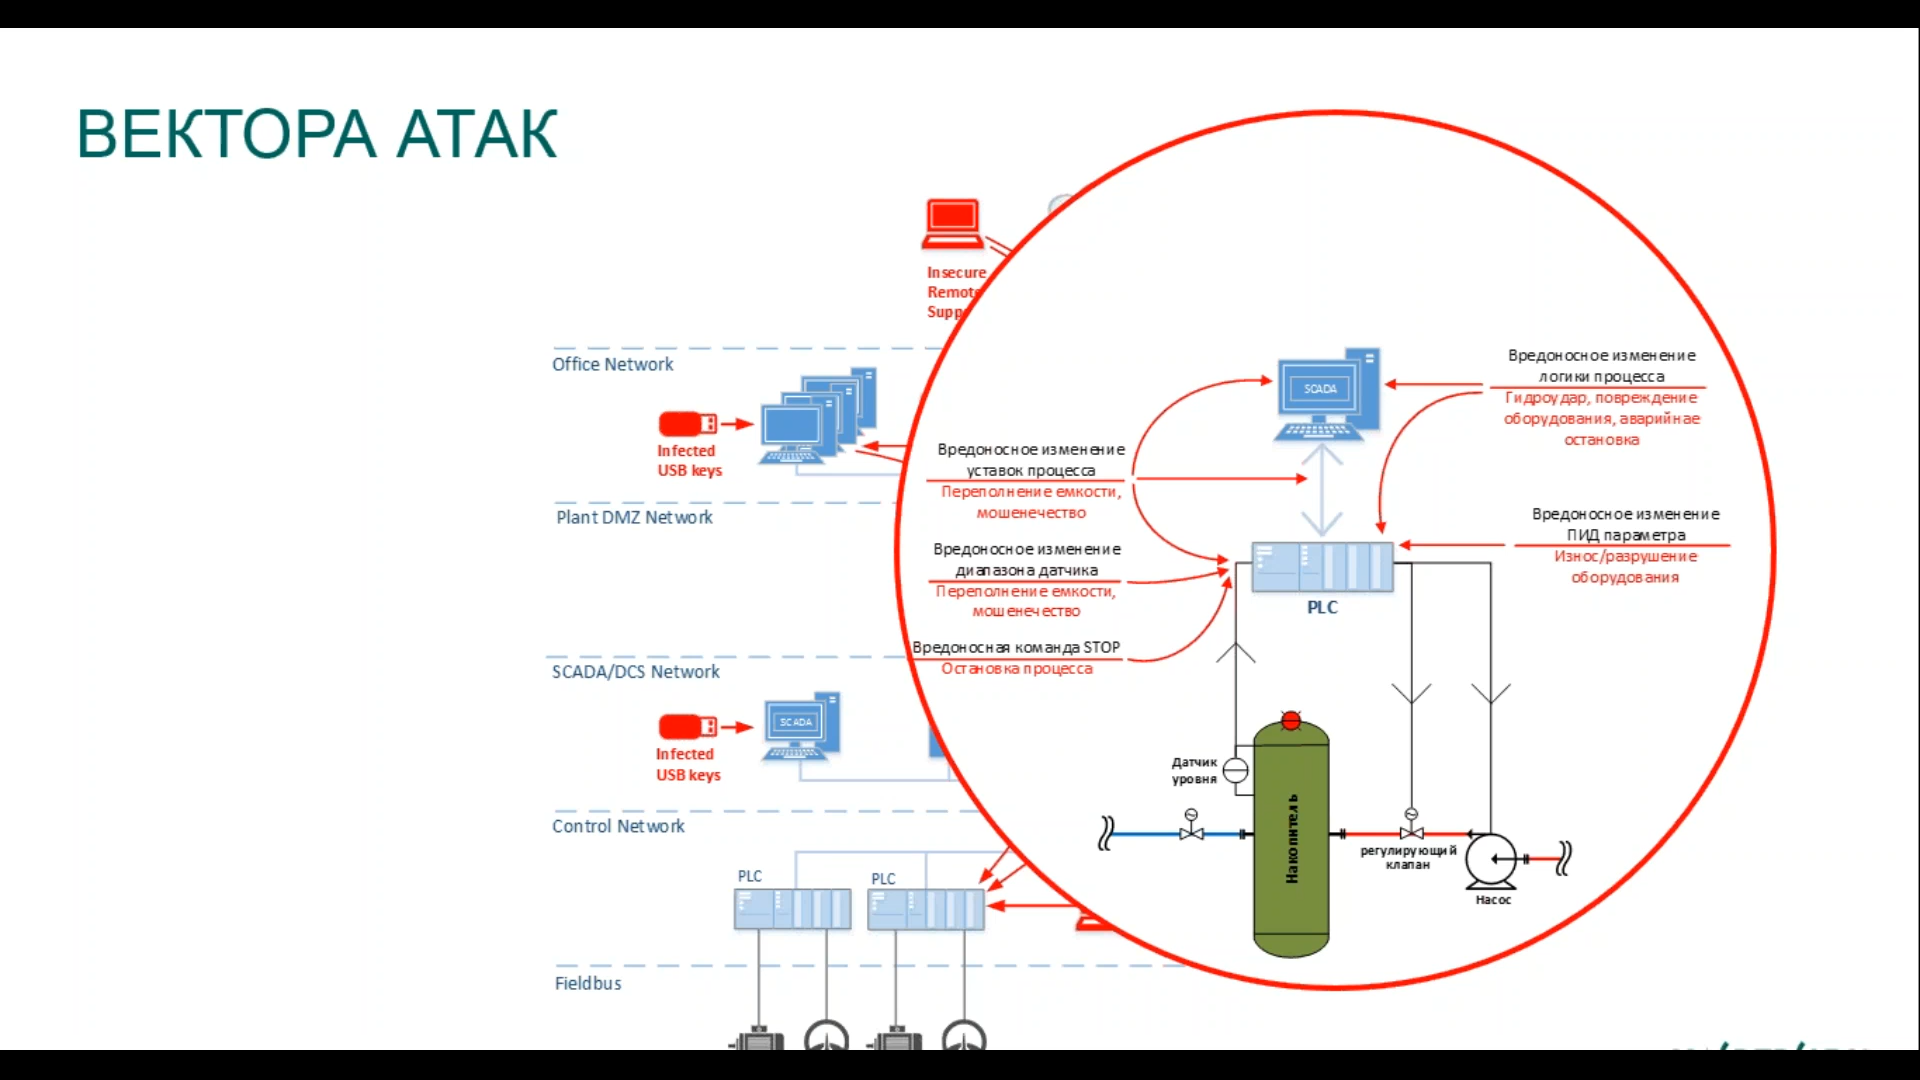 ВЕКТОРА АТАК
Insecure
Remote
Supp
Office Network
Infected
USB keys
Plant DMZ Network
SCADA/DCS Network
SCADA
Infected
USB keys
Control Network
PLC
PLC
Fieldbus
SCADA
Вредоносное изменение
логики процесса
Гидроудар, повреждение
оборудования, аварийнае
остановка
Вредоносное изменение
уставок процесса
Переполнение емкости,
мошенечество
Вредоносное изменение
ПИД параметра
Износ/разрушение
оборудования
Вредоносное изменение
диапазона датчика
Переполнение емкости,
мошенечество
PLC
Вредоносная команда STOP
Остановка процесса
Датчик
уровня
Накопитель
регулирующий
клапан
Насос